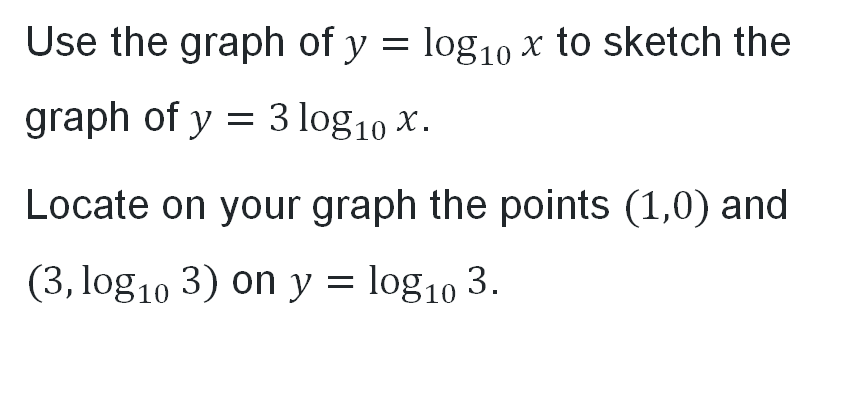 Use the graph of y = log₁₀ x to sketch the
graph of y = 3 log₁₀ x.
Locate on your graph the points (1,0) and
(3, log₁₀ 3) on y = log₁₀ 3.